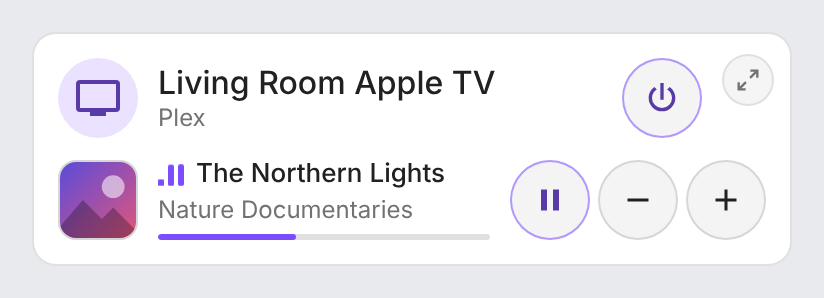 Living Room Apple TV
Plex
The Northern Lights
Nature Documentaries